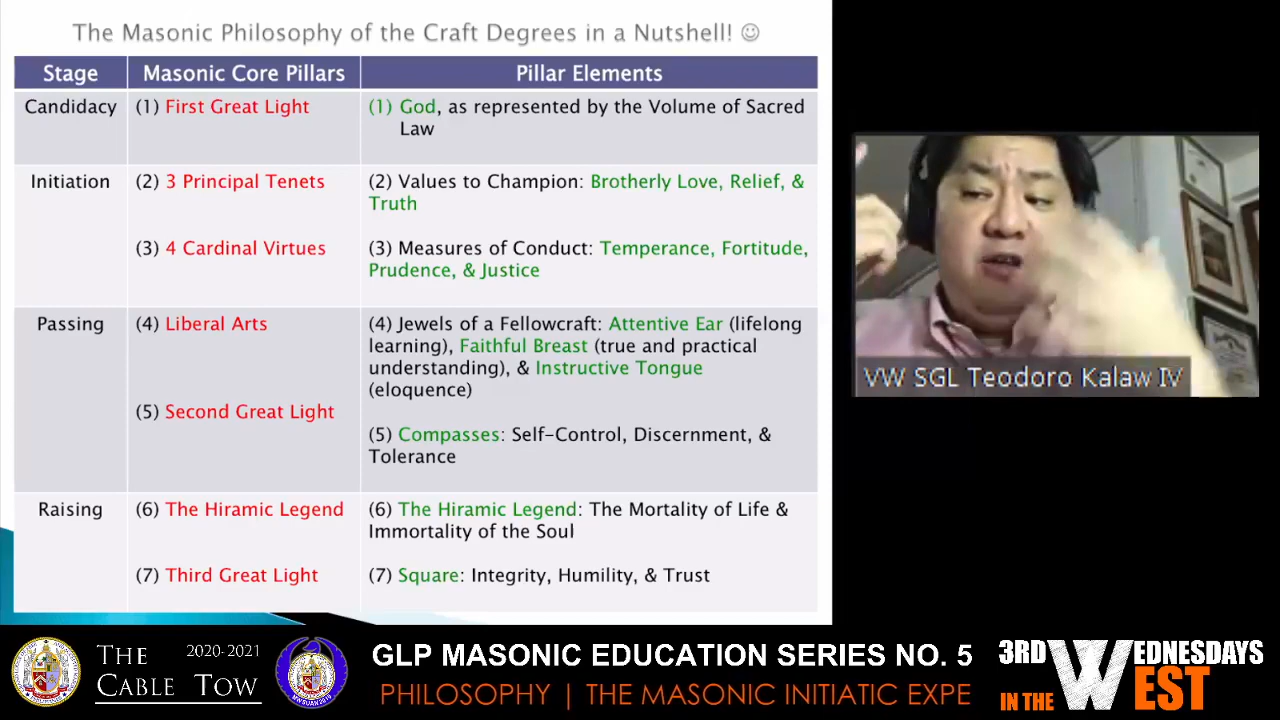 The Masonic Philosophy of the Craft Degrees in a Nutshell! ☺
Stage
Masonic Core Pillars
Pillar Elements
Candidacy
(1) First Great Light
(1) God, as represented by the Volume of Sacred
Law
Initiation
(2) 3 Principal Tenets
(2) Values to Champion: Brotherly Love, Relief, &
Truth
(3) 4 Cardinal Virtues
(3) Measures of Conduct: Temperance, Fortitude,
Prudence, & Justice
Passing
(4) Liberal Arts
(4) Jewels of a Fellowcraft: Attentive Ear (lifelong
learning), Faithful Breast (true and practical
understanding), & Instructive Tongue
(eloquence)
(5) Second Great Light
(5) Compasses: Self-Control, Discernment, &
Tolerance
Raising
(6) The Hiramic Legend
(6) The Hiramic Legend: The Mortality of Life &
Immortality of the Soul
(7) Third Great Light
(7) Square: Integrity, Humility, & Trust
VW SGL Teodoro Kalaw IV
THE
CABLE TOW
2020-2021
GLP MASONIC EDUCATION SERIES NO. 5
PHILOSOPHY | THE MASONIC INITIATIC EXPE
3RD WEDNESDAYS
IN THE WEST